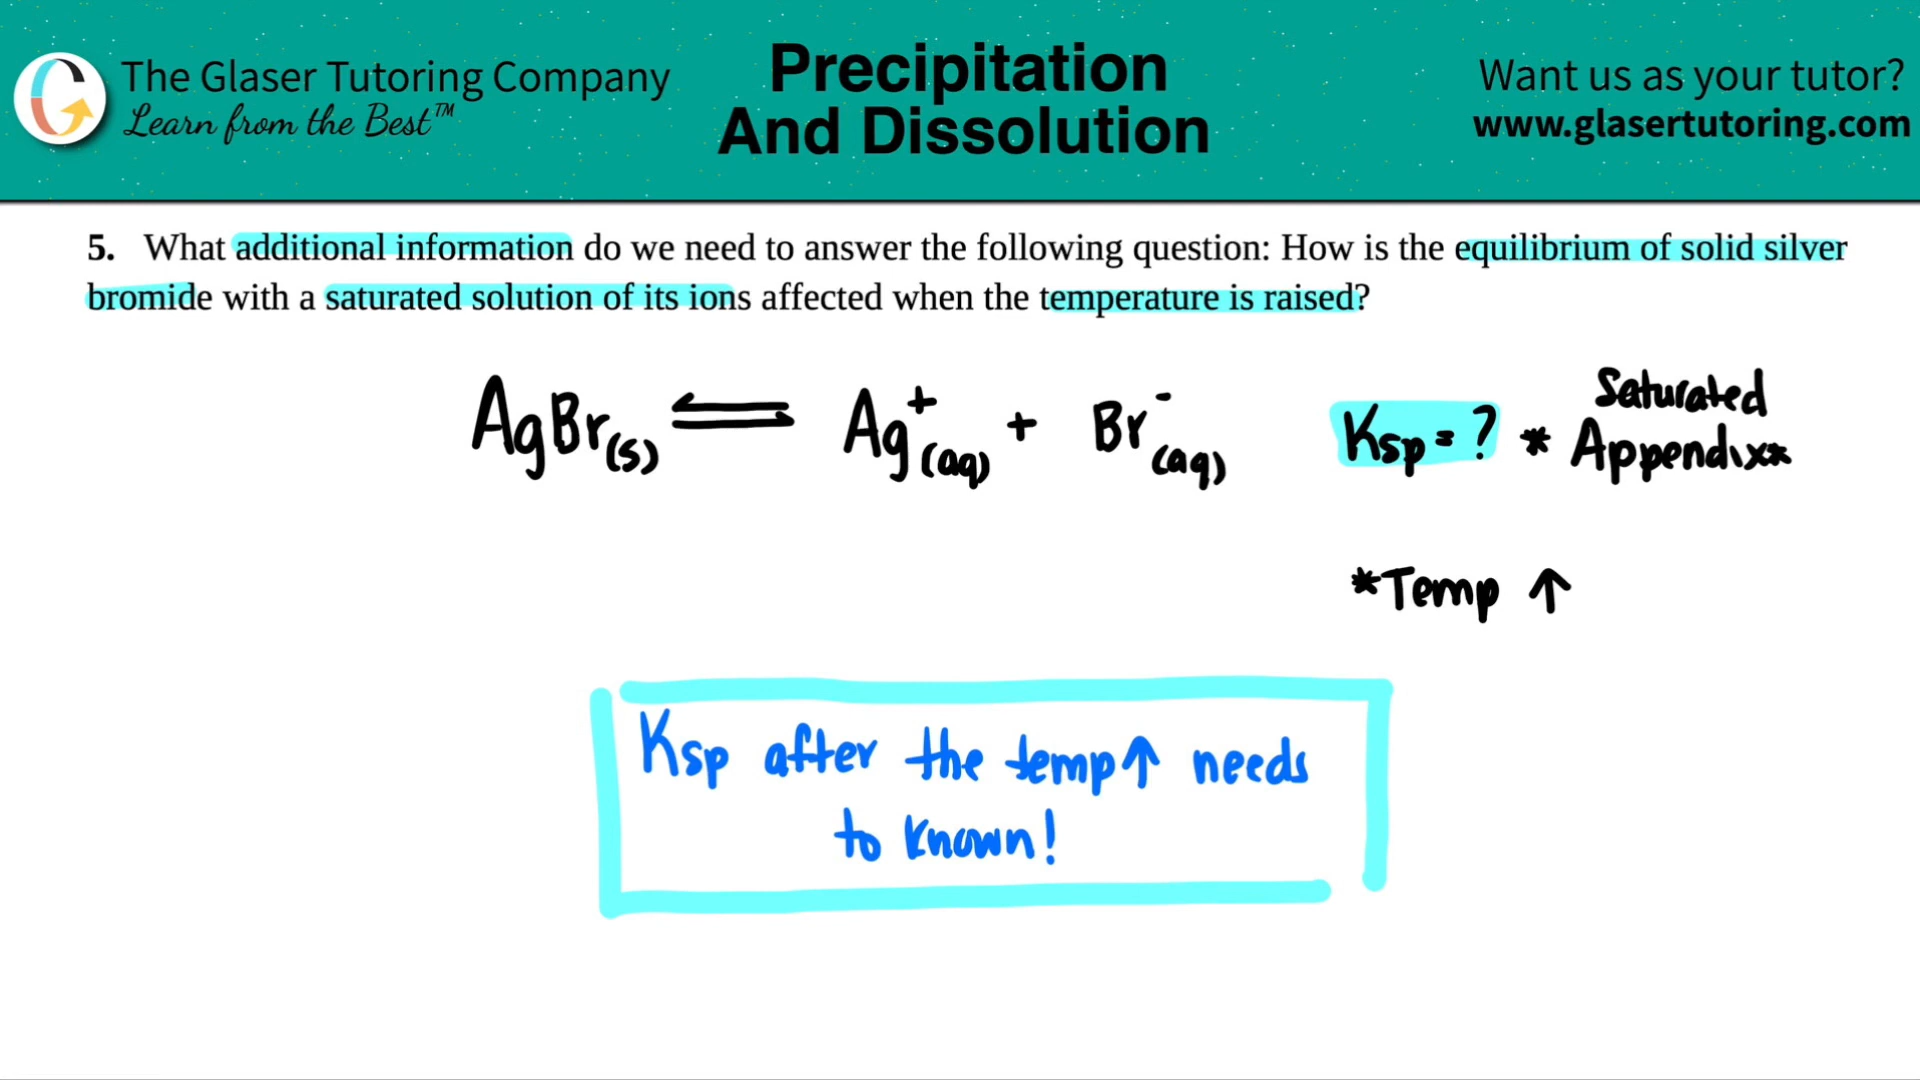 The Glaser Tutoring Company
Learn from the Best™
Precipitation
And Dissolution
Want us as your tutor?
www.glasertutoring.com
5. What additional information do we need to answer the following question: How is the equilibrium of solid silver
bromide with a saturated solution of its ions affected when the temperature is raised?
AgBr(s) ⇌ Ag⁺(aq) + Br⁻(aq)
Ksp = ? * Saturated
Appendix*
*Temp ↑
Ksp after the temp↑ needs
to known!